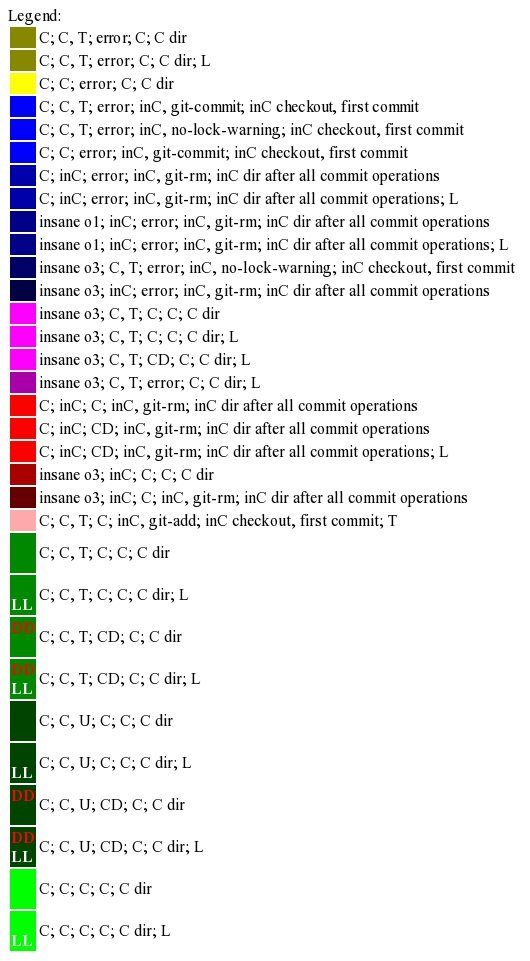 Legend:
C; C, T; error; C; C dir
C; C, T; error; C; C dir; L
C; C; error; C; C dir
C; C, T; error; inC, git-commit; inC checkout, first commit
C; C, T; error; inC, no-lock-warning; inC checkout, first commit
C; C; error; inC, git-commit; inC checkout, first commit
C; inC; error; inC, git-rm; inC dir after all commit operations
C; inC; error; inC, git-rm; inC dir after all commit operations; L
insane o1; inC; error; inC, git-rm; inC dir after all commit operations
insane o1; inC; error; inC, git-rm; inC dir after all commit operations; L
insane o3; C, T; error; inC, no-lock-warning; inC checkout, first commit
insane o3; inC; error; inC, git-rm; inC dir after all commit operations
insane o3; C, T; C; C; C dir
insane o3; C, T; C; C; C dir; L
insane o3; C, T; CD; C; C dir; L
insane o3; C, T; error; C; C dir; L
C; inC; C; inC, git-rm; inC dir after all commit operations
C; inC; CD; inC, git-rm; inC dir after all commit operations
C; inC; CD; inC, git-rm; inC dir after all commit operations; L
insane o3; inC; C; C; C dir
insane o3; inC; C; inC, git-rm; inC dir after all commit operations
C; C, T; C; inC, git-add; inC checkout, first commit; T
C; C, T; C; C; C dir
LL C; C, T; C; C; C dir; L
DD C; C, T; CD; C; C dir
DD
LL C; C, T; CD; C; C dir; L
C; C, U; C; C; C dir
LL C; C, U; C; C; C dir; L
DD C; C, U; CD; C; C dir
DD
LL C; C, U; CD; C; C dir; L
C; C; C; C; C dir
LL C; C; C; C; C dir; L